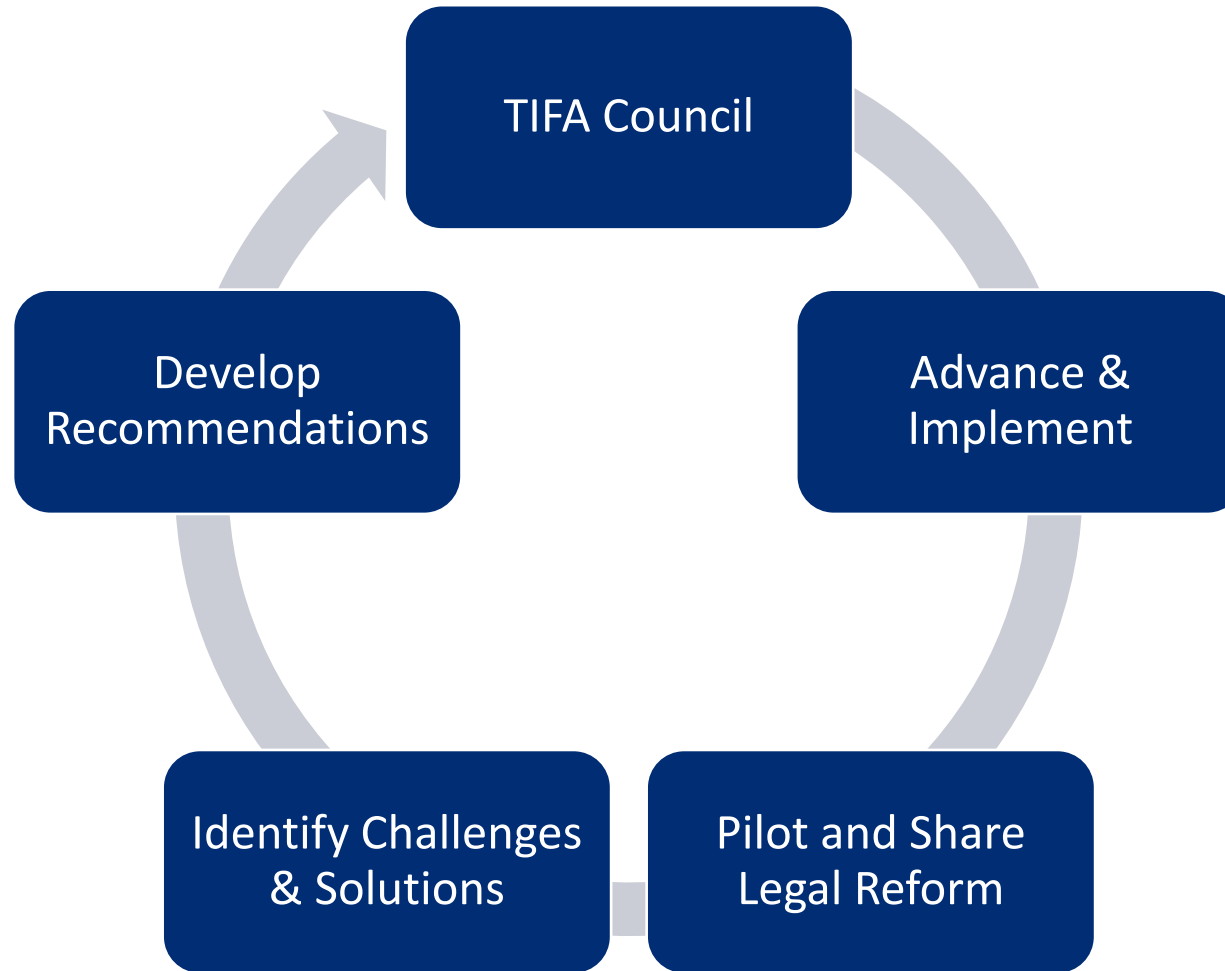 TIFA Council
Advance &
Implement
Pilot and Share
Legal Reform
Identify Challenges
& Solutions
Develop
Recommendations